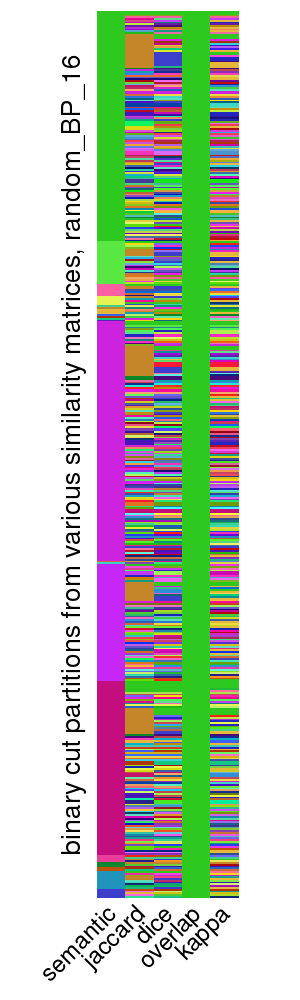 binary cut partitions from various similarity matrices, random_BP_16
semantic
jaccard
dice
overlap
kappa